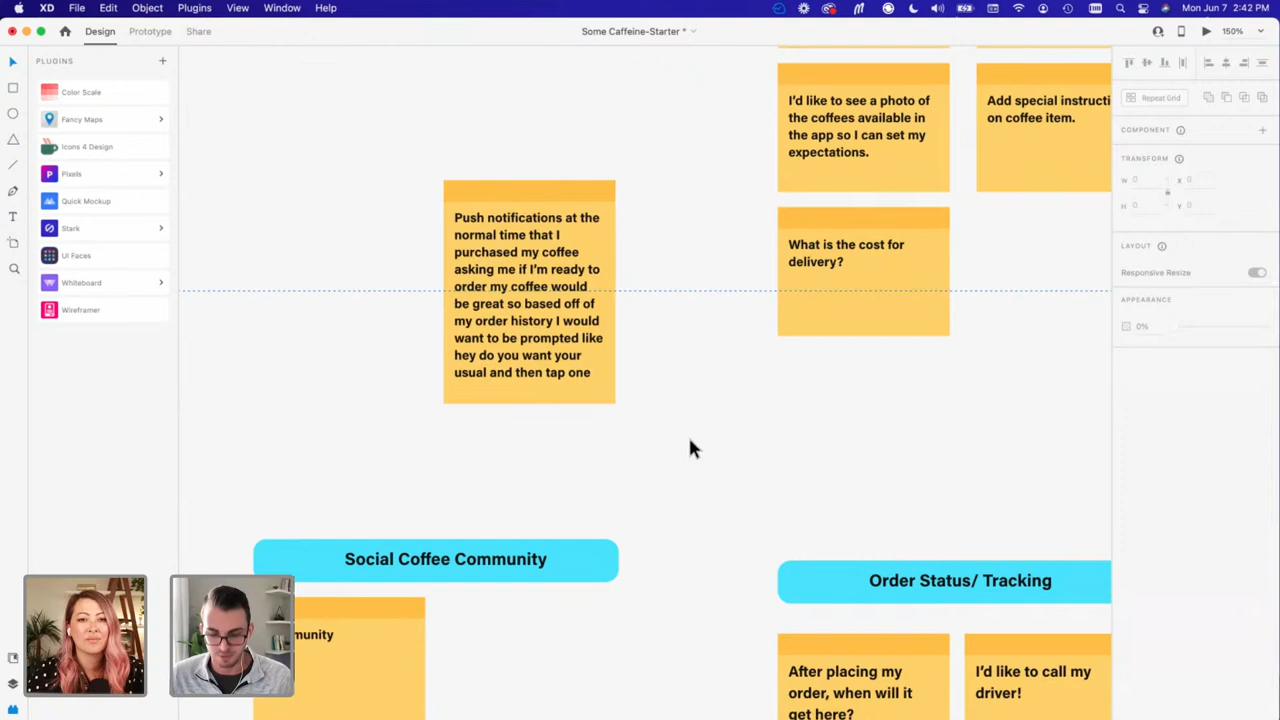 XD File Edit Object Plugins View Window Help
Mon Jun 7 2:42 PM
Design Prototype Share
Some Caffeine-Starter *
150%
PLUGINS
Color Scale
Fancy Maps
Icons 4 Design
Pixels
Quick Mockup
Stark
UI Faces
Whiteboard
Wireframer
Push notifications at the
normal time that I
purchased my coffee
asking me if I'm ready to
order my coffee would
be great so based off of
my order history I would
want to be prompted like
hey do you want your
usual and then tap one
I'd like to see a photo of
the coffees available in
the app so I can set my
expectations.
Add special instructi
on coffee item.
What is the cost for
delivery?
Social Coffee Community
munity
Order Status/ Tracking
After placing my
order, when will it
get here?
I'd like to call my
driver!
Repeat Grid
COMPONENT
TRANSFORM
W 0 X 0
H 0 Y 0
LAYOUT
Responsive Resize
APPEARANCE
0%